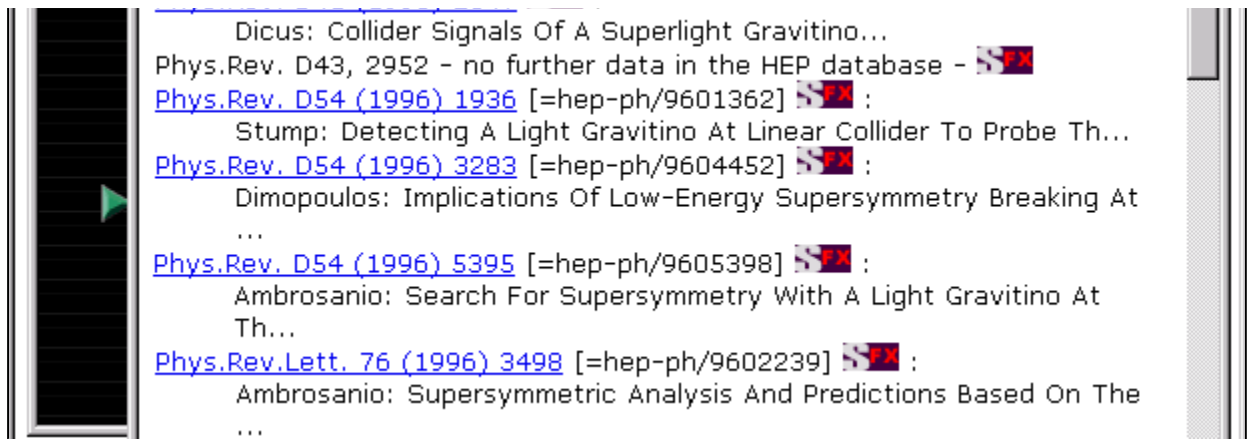 Dicus: Collider Signals Of A Superlight Gravitino...
Phys.Rev. D43, 2952 - no further data in the HEP database - SFX
Phys.Rev. D54 (1996) 1936 [=hep-ph/9601362] SFX :
Stump: Detecting A Light Gravitino At Linear Collider To Probe Th...
Phys.Rev. D54 (1996) 3283 [=hep-ph/9604452] SFX :
Dimopoulos: Implications Of Low-Energy Supersymmetry Breaking At
...
Phys.Rev. D54 (1996) 5395 [=hep-ph/9605398] SFX :
Ambrosanio: Search For Supersymmetry With A Light Gravitino At
Th...
Phys.Rev.Lett. 76 (1996) 3498 [=hep-ph/9602239] SFX :
Ambrosanio: Supersymmetric Analysis And Predictions Based On The
...